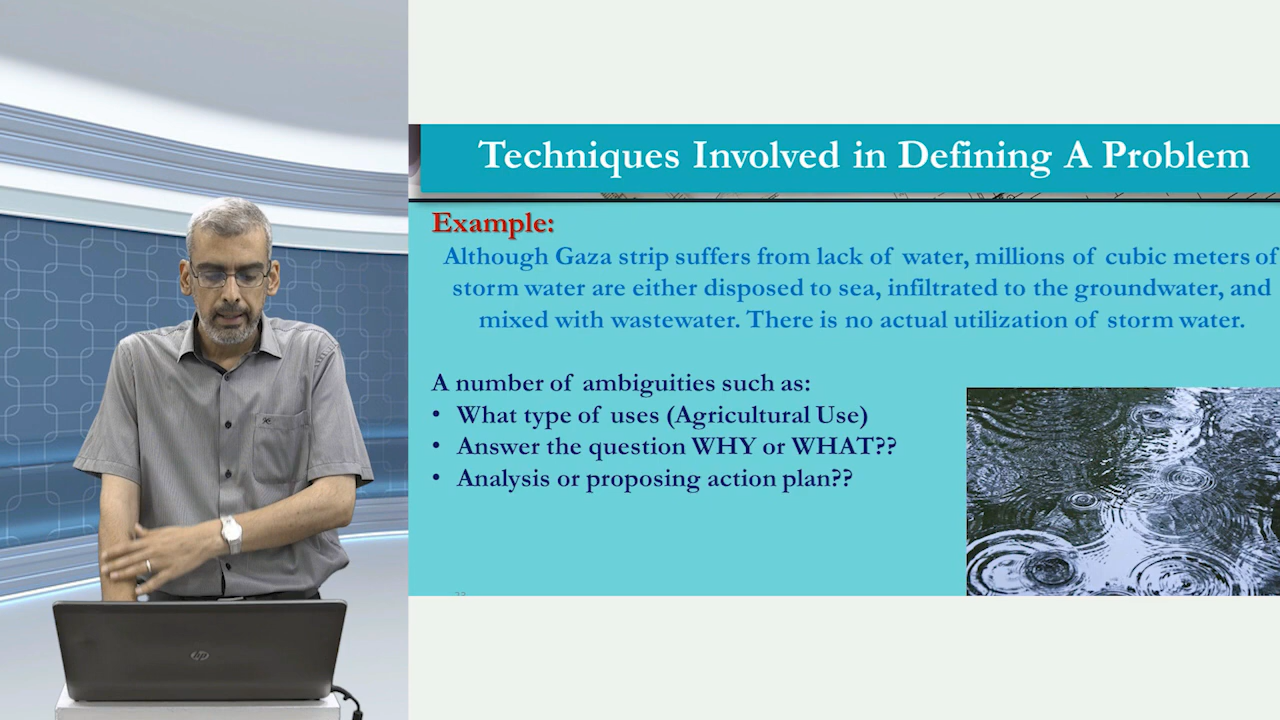 Techniques Involved in Defining A Problem
Example:
Although Gaza strip suffers from lack of water, millions of cubic meters of
storm water are either disposed to sea, infiltrated to the groundwater, and
mixed with wastewater. There is no actual utilization of storm water.
A number of ambiguities such as:
• What type of uses (Agricultural Use)
• Answer the question WHY or WHAT??
• Analysis or proposing action plan??
hp